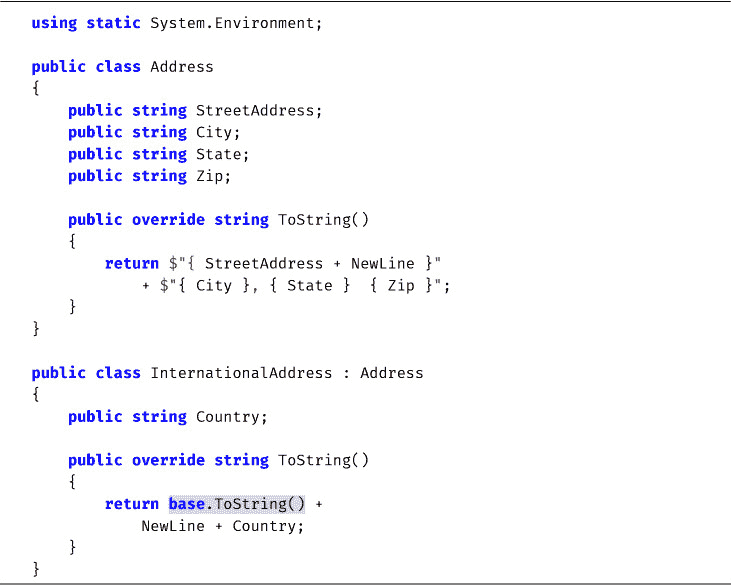 using static System.Environment;

public class Address
{
    public string StreetAddress;
    public string City;
    public string State;
    public string Zip;

    public override string ToString()
    {
        return $"{ StreetAddress + NewLine }"
            + $"{ City }, { State }  { Zip }";
    }
}

public class InternationalAddress : Address
{
    public string Country;

    public override string ToString()
    {
        return base.ToString() +
            NewLine + Country;
    }
}